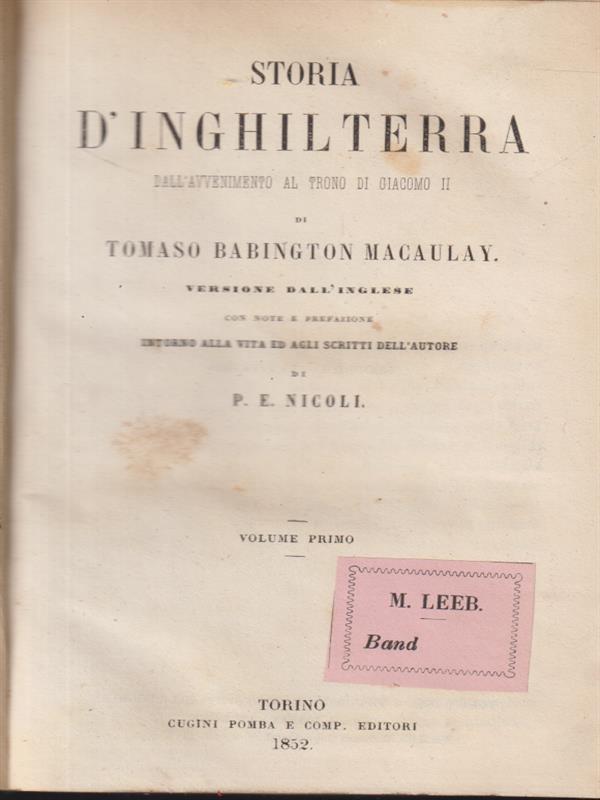 STORIA
D'INGHILTERRA
DALL'AVVENIMENTO AL TRONO DI GIACOMO II
DI
TOMASO BABINGTON MACAULAY.
VERSIONE DALL'INGLESE
CON NOTE E PREFAZIONE
INTORNO ALLA VITA ED AGLI SCRITTI DELL'AUTORE
DI
P. E. NICOLI.
VOLUME PRIMO
M. LEEB.
Band
TORINO
CUGINI POMBA E COMP. EDITORI
1852.